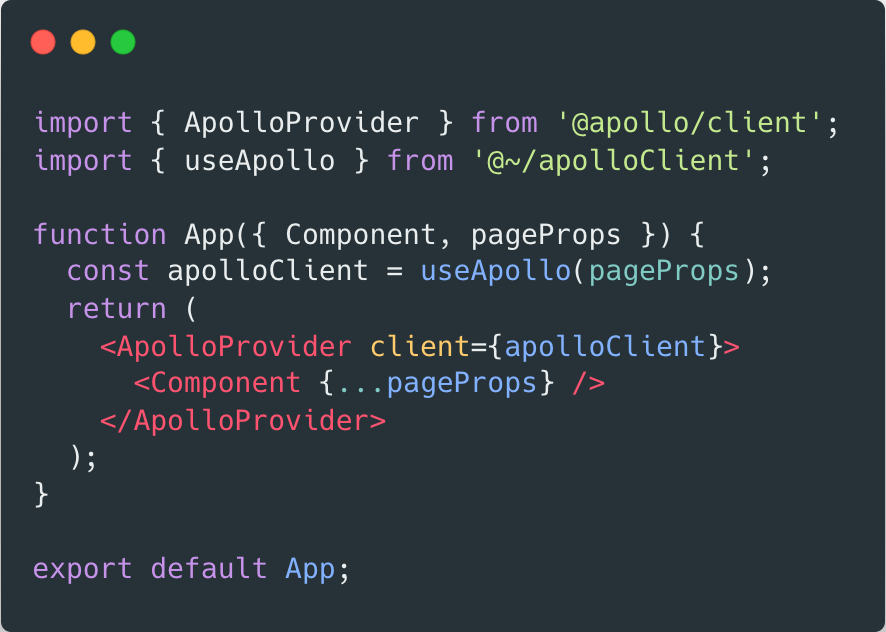 import { ApolloProvider } from '@apollo/client';
import { useApollo } from '@~/apolloClient';
function App({ Component, pageProps }) {
  const apolloClient = useApollo(pageProps);
  return (
    <ApolloProvider client={apolloClient}>
      <Component {...pageProps} />
    </ApolloProvider>
  );
}
export default App;